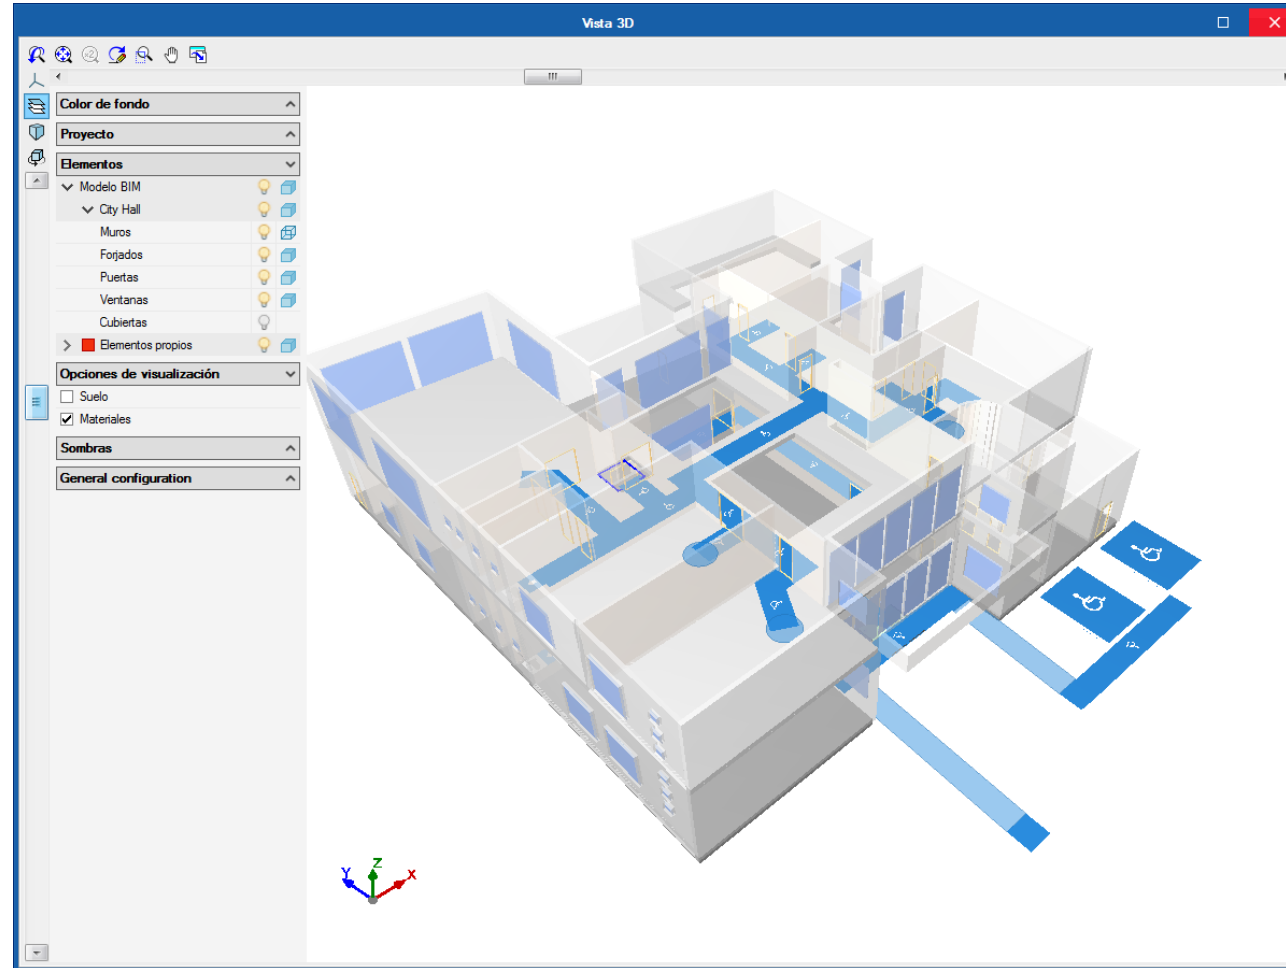 Vista 3D
x2
Color de fondo
Proyecto
Elementos
Modelo BIM
City Hall
Muros
Forjados
Puertas
Ventanas
Cubiertas
Elementos propios
Opciones de visualización
Suelo
Materiales
Sombras
General configuration
Y
Z
X